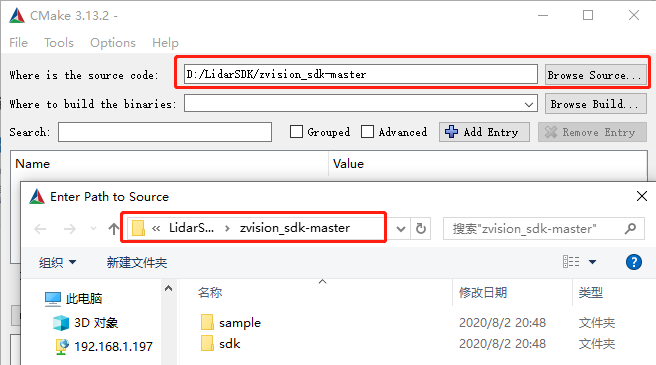 CMake 3.13.2 -
File Tools Options Help
Where is the source code: D:/LidarSDK/zvision_sdk-master Browse Source...
Where to build the binaries: Browse Build...
Search: Grouped Advanced Add Entry Remove Entry
Name Value
Enter Path to Source
« LidarS... › zvision_sdk-master 搜索"zvision_sdk-master"
组织 新建文件夹
名称 修改日期 类型
此电脑
sample 2020/8/2 20:48 文件夹
3D 对象
sdk 2020/8/2 20:48 文件夹
192.168.1.197